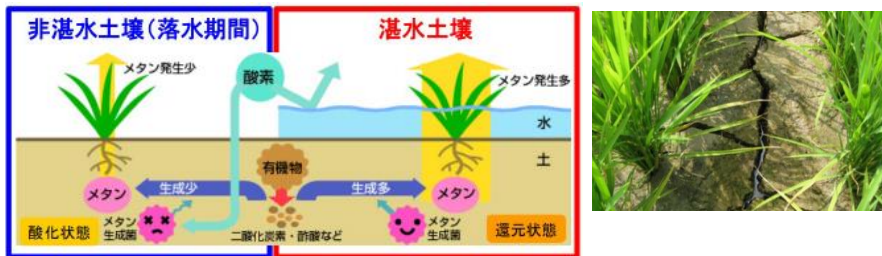 非湛水土壌(落水期間)
湛水土壌
メタン発生少
酸素
メタン発生多
水
土
有機物
メタン
生成少
生成多
メタン
酸化状態
メタン
生成菌
二酸化炭素・酢酸など
メタン
生成菌
還元状態